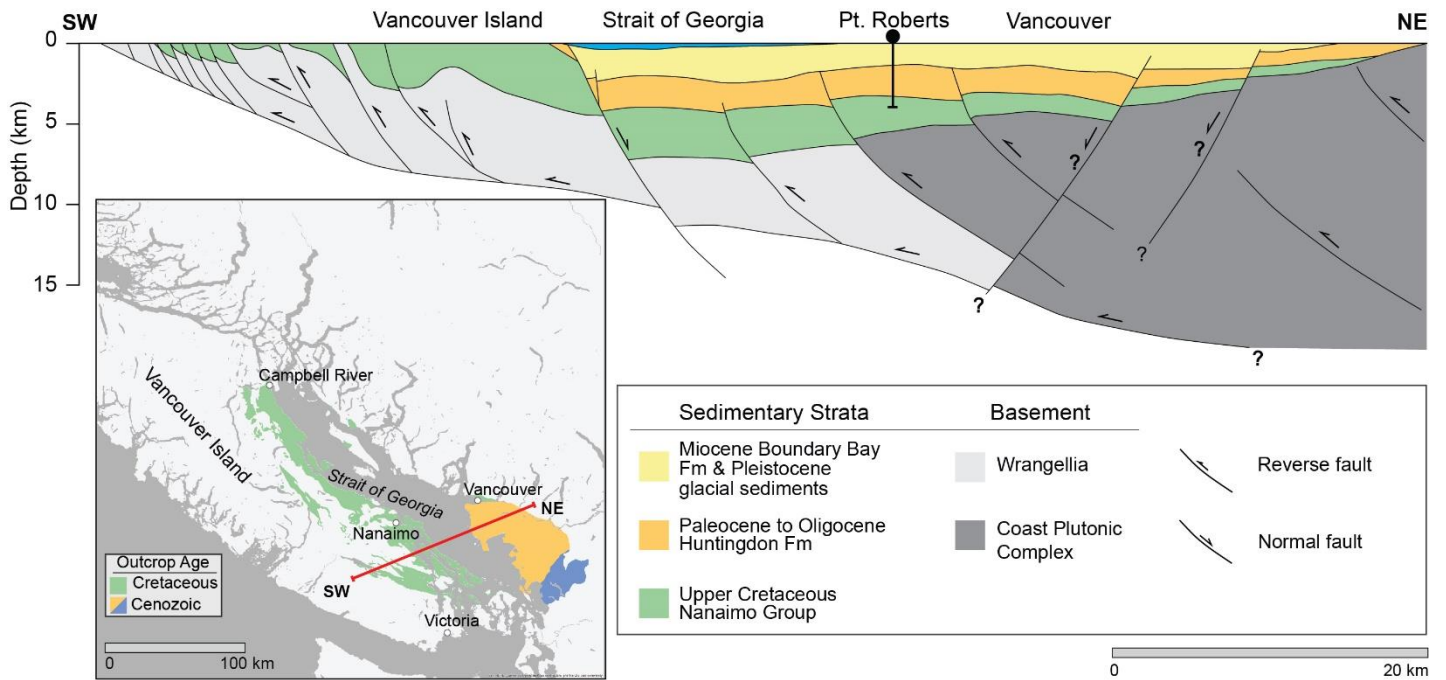 SW Vancouver Island Strait of Georgia Pt. Roberts Vancouver NE
0
5
10
15
Depth (km)
?
?
?
?
?
Campbell River
Vancouver Island
Strait of Georgia
Vancouver
NE
Nanaimo
SW
Victoria
Outcrop Age
Cretaceous
Cenozoic
0 100 km
Sedimentary Strata
Miocene Boundary Bay
Fm & Pleistocene
glacial sediments
Paleocene to Oligocene
Huntingdon Fm
Upper Cretaceous
Nanaimo Group
Basement
Wrangellia
Coast Plutonic
Complex
Reverse fault
Normal fault
0 20 km